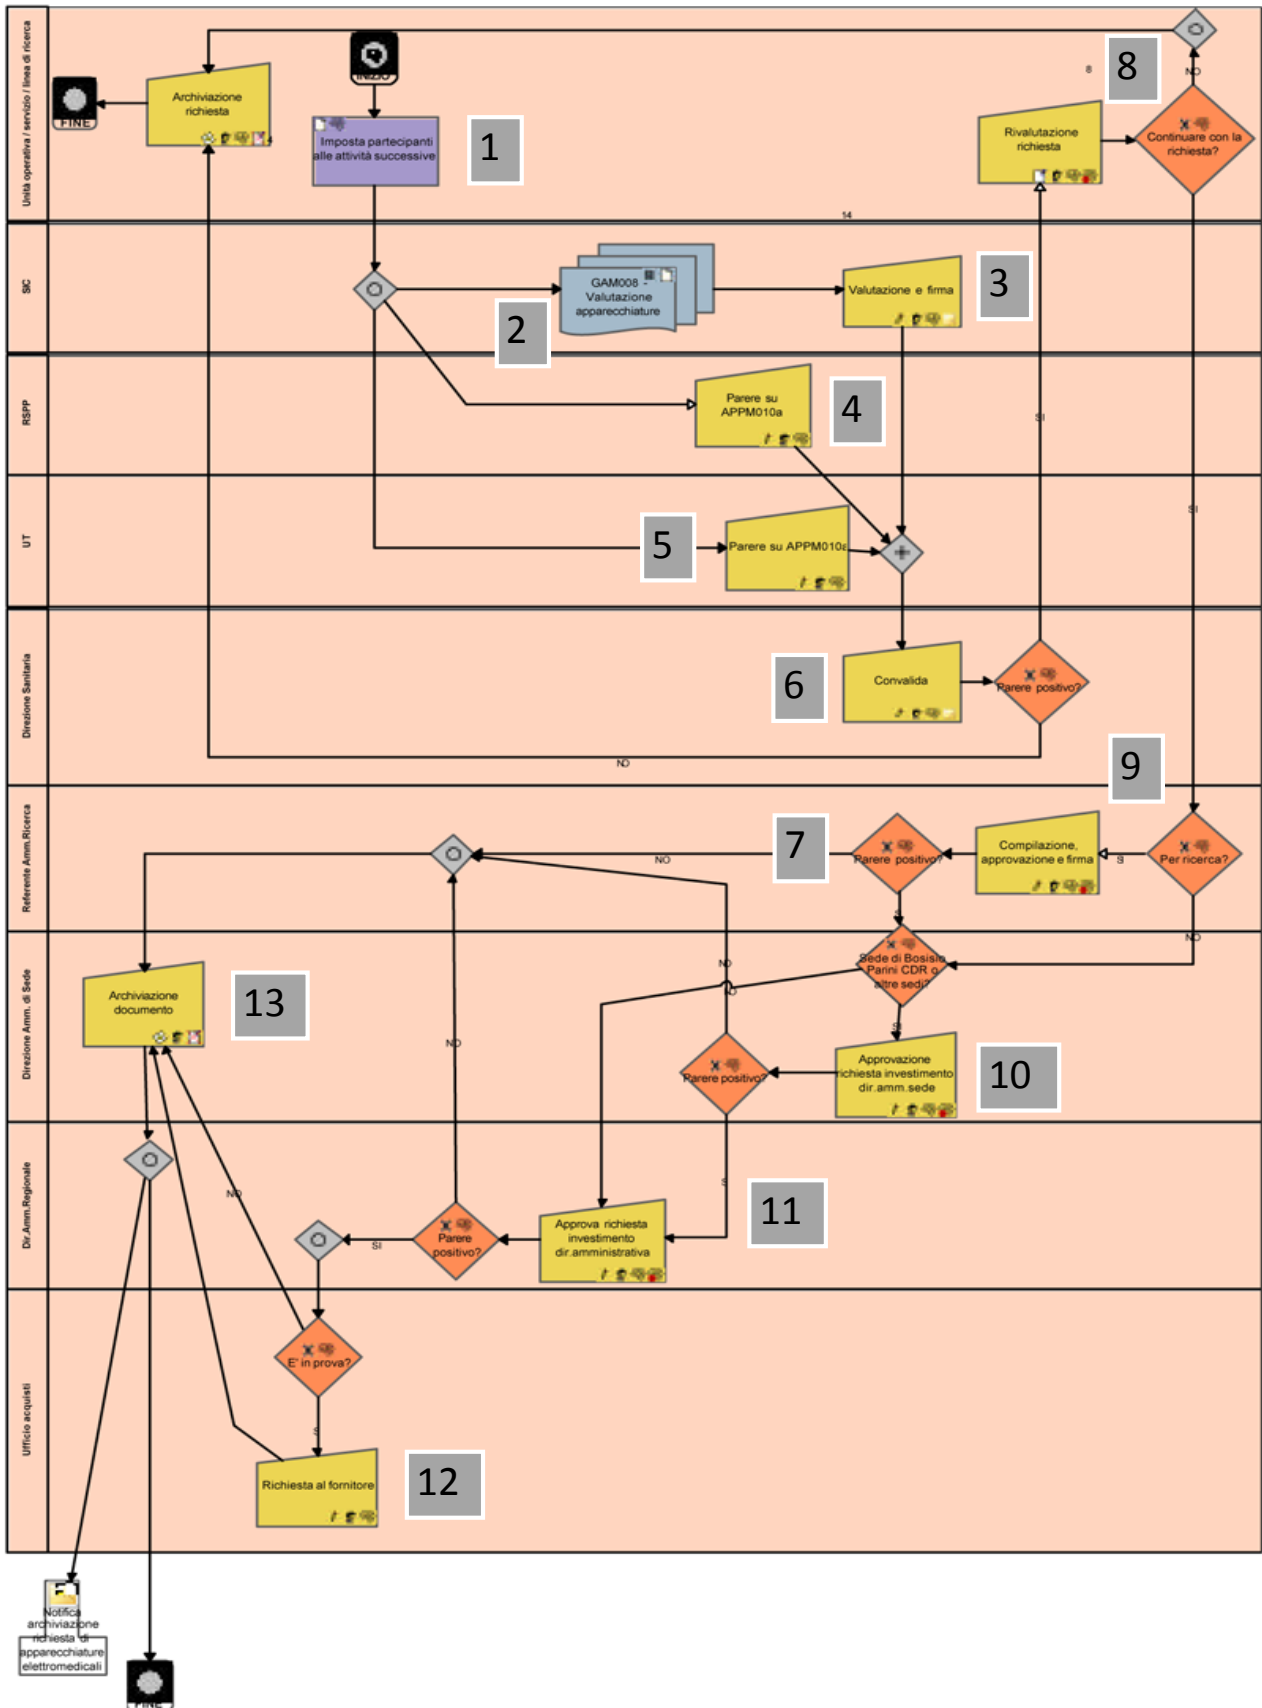 Unità operativa / servizio / linea di ricerca
FINE
Archiviazione
richiesta
4
INIZIO
Imposta partecipanti
alle attività successive
1
Rivalutazione
richiesta
8
8
NO
Continuare con la
richiesta?
14
SIC
GAM008 -
Valutazione
apparecchiature
2
Valutazione e firma
3
RSPP
Parere su
APPM010a
4
SI
UT
5
Parere su APPM010a
SI
Direzione Sanitaria
6
Convalida
Parere positivo?
NO
9
Referente Amm.Ricerca
NO
7
Parere positivo?
Compilazione,
approvazione e firma
SI
Per ricerca?
S
NO
Direzione Amm. di Sede
Archiviazione
documento
13
NO
NO
NO
Sede di Bosisio
Parini CDR o
altre sedi?
SI
Parere positivo?
Approvazione
richiesta investimento
dir.amm.sede
10
Dir.Amm.Regionale
NO
S
SI
Parere
positivo?
Approva richiesta
investimento
dir.amministrativa
11
Ufficio acquisti
E' in prova?
S
Richiesta al fornitore
12
Notifica
archiviazione
richiesta di
apparecchiature
elettromedicali
FINE